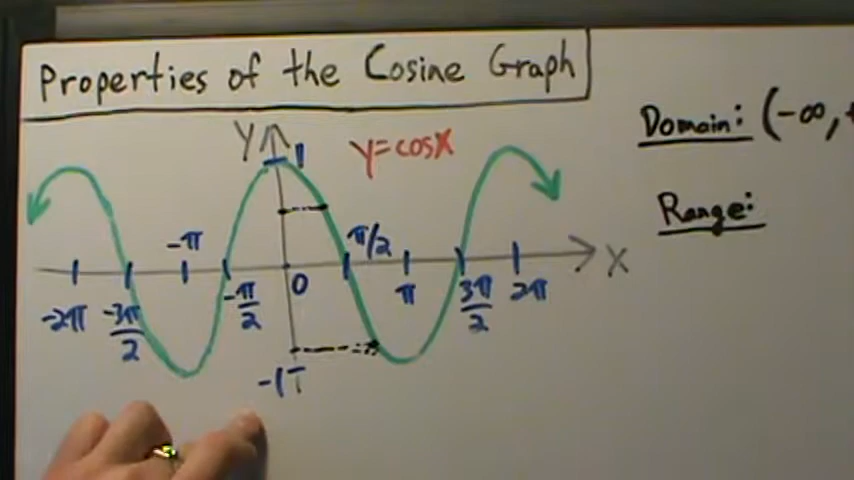 Properties of the Cosine Graph
Domain: (-∞, +
Range:
y=cosx
Y
1
-π
π/2
X
-2π
-3π/2
-π/2
0
π
3π/2
2π
-1